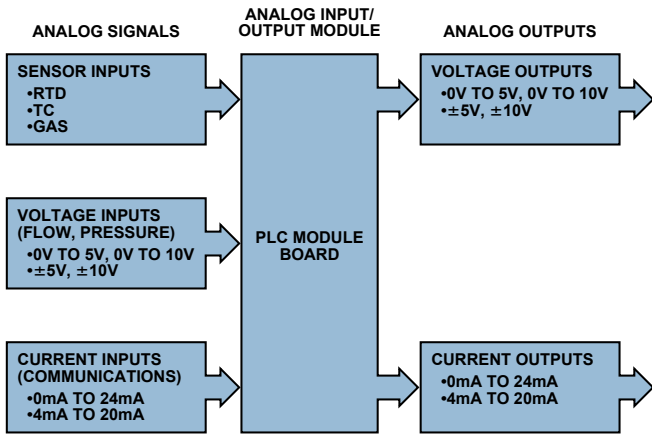 ANALOG SIGNALS
ANALOG INPUT/
OUTPUT MODULE
ANALOG OUTPUTS
SENSOR INPUTS
•RTD
•TC
•GAS
VOLTAGE INPUTS
(FLOW, PRESSURE)
•0V TO 5V, 0V TO 10V
•±5V, ±10V
CURRENT INPUTS
(COMMUNICATIONS)
•0mA TO 24mA
•4mA TO 20mA
PLC MODULE
BOARD
VOLTAGE OUTPUTS
•0V TO 5V, 0V TO 10V
•±5V, ±10V
CURRENT OUTPUTS
•0mA TO 24mA
•4mA TO 20mA